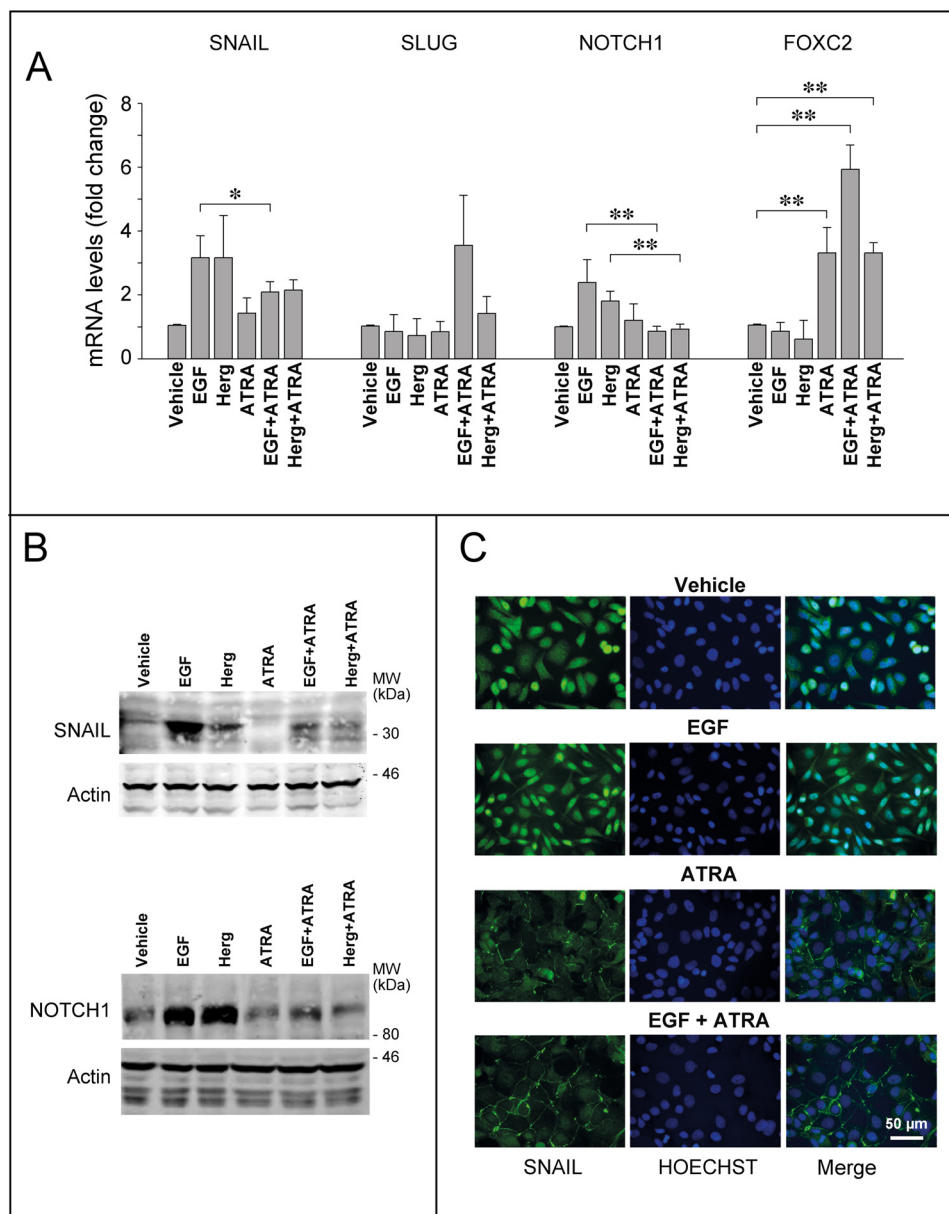 SNAIL SLUG NOTCH1 FOXC2
A
mRNA levels (fold change)
8
6
4
2
0
* ** ** ** ** **
Vehicle EGF Herg ATRA EGF+ATRA Herg+ATRA Vehicle EGF Herg ATRA EGF+ATRA Herg+ATRA Vehicle EGF Herg ATRA EGF+ATRA Herg+ATRA Vehicle EGF Herg ATRA EGF+ATRA Herg+ATRA
B
Vehicle EGF Herg ATRA EGF+ATRA Herg+ATRA
MW
(kDa)
SNAIL
- 30
- 46
Actin
Vehicle EGF Herg ATRA EGF+ATRA Herg+ATRA
MW
(kDa)
NOTCH1
- 80
- 46
Actin
C
Vehicle
EGF
ATRA
EGF + ATRA
50 µm
SNAIL HOECHST Merge